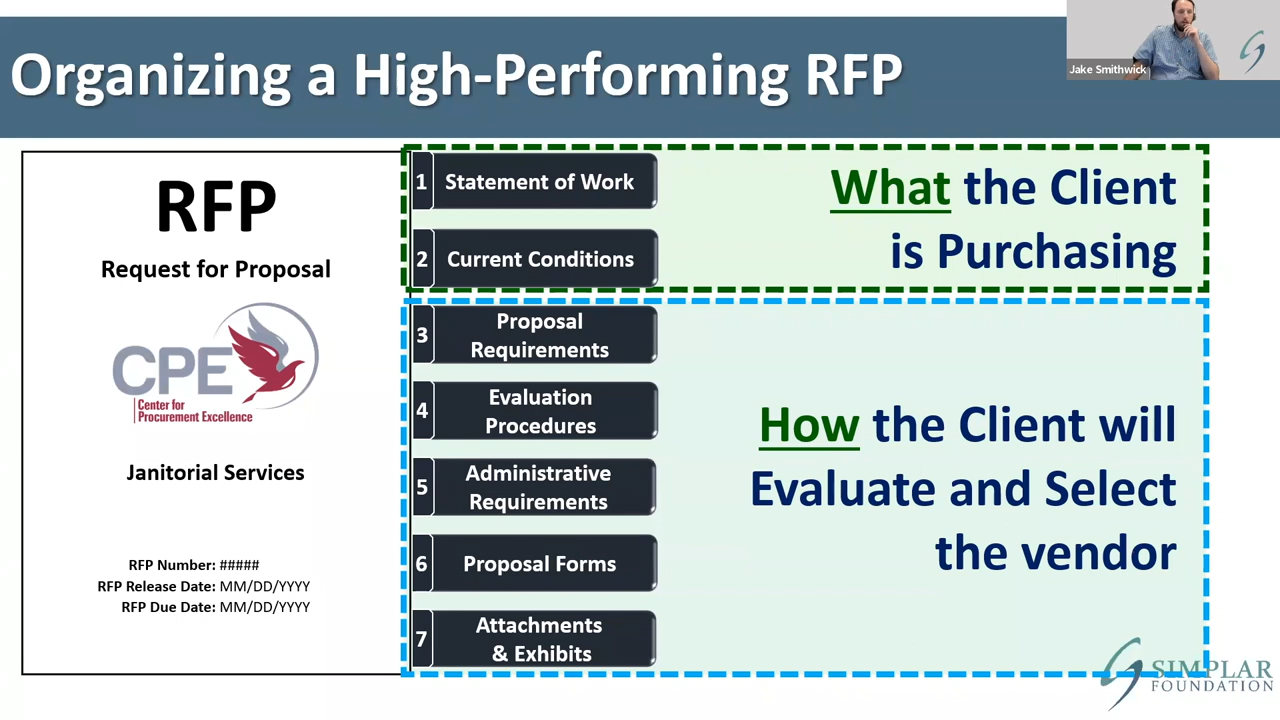 Organizing a High-Performing RFP
Jake Smithwick
RFP
Request for Proposal
CPE
Center for
Procurement Excellence
Janitorial Services
RFP Number: #####
RFP Release Date: MM/DD/YYYY
RFP Due Date: MM/DD/YYYY
1 Statement of Work
2 Current Conditions
What the Client
is Purchasing
3 Proposal
Requirements
4 Evaluation
Procedures
5 Administrative
Requirements
6 Proposal Forms
7 Attachments
& Exhibits
How the Client will
Evaluate and Select
the vendor
SIMPLAR
FOUNDATION